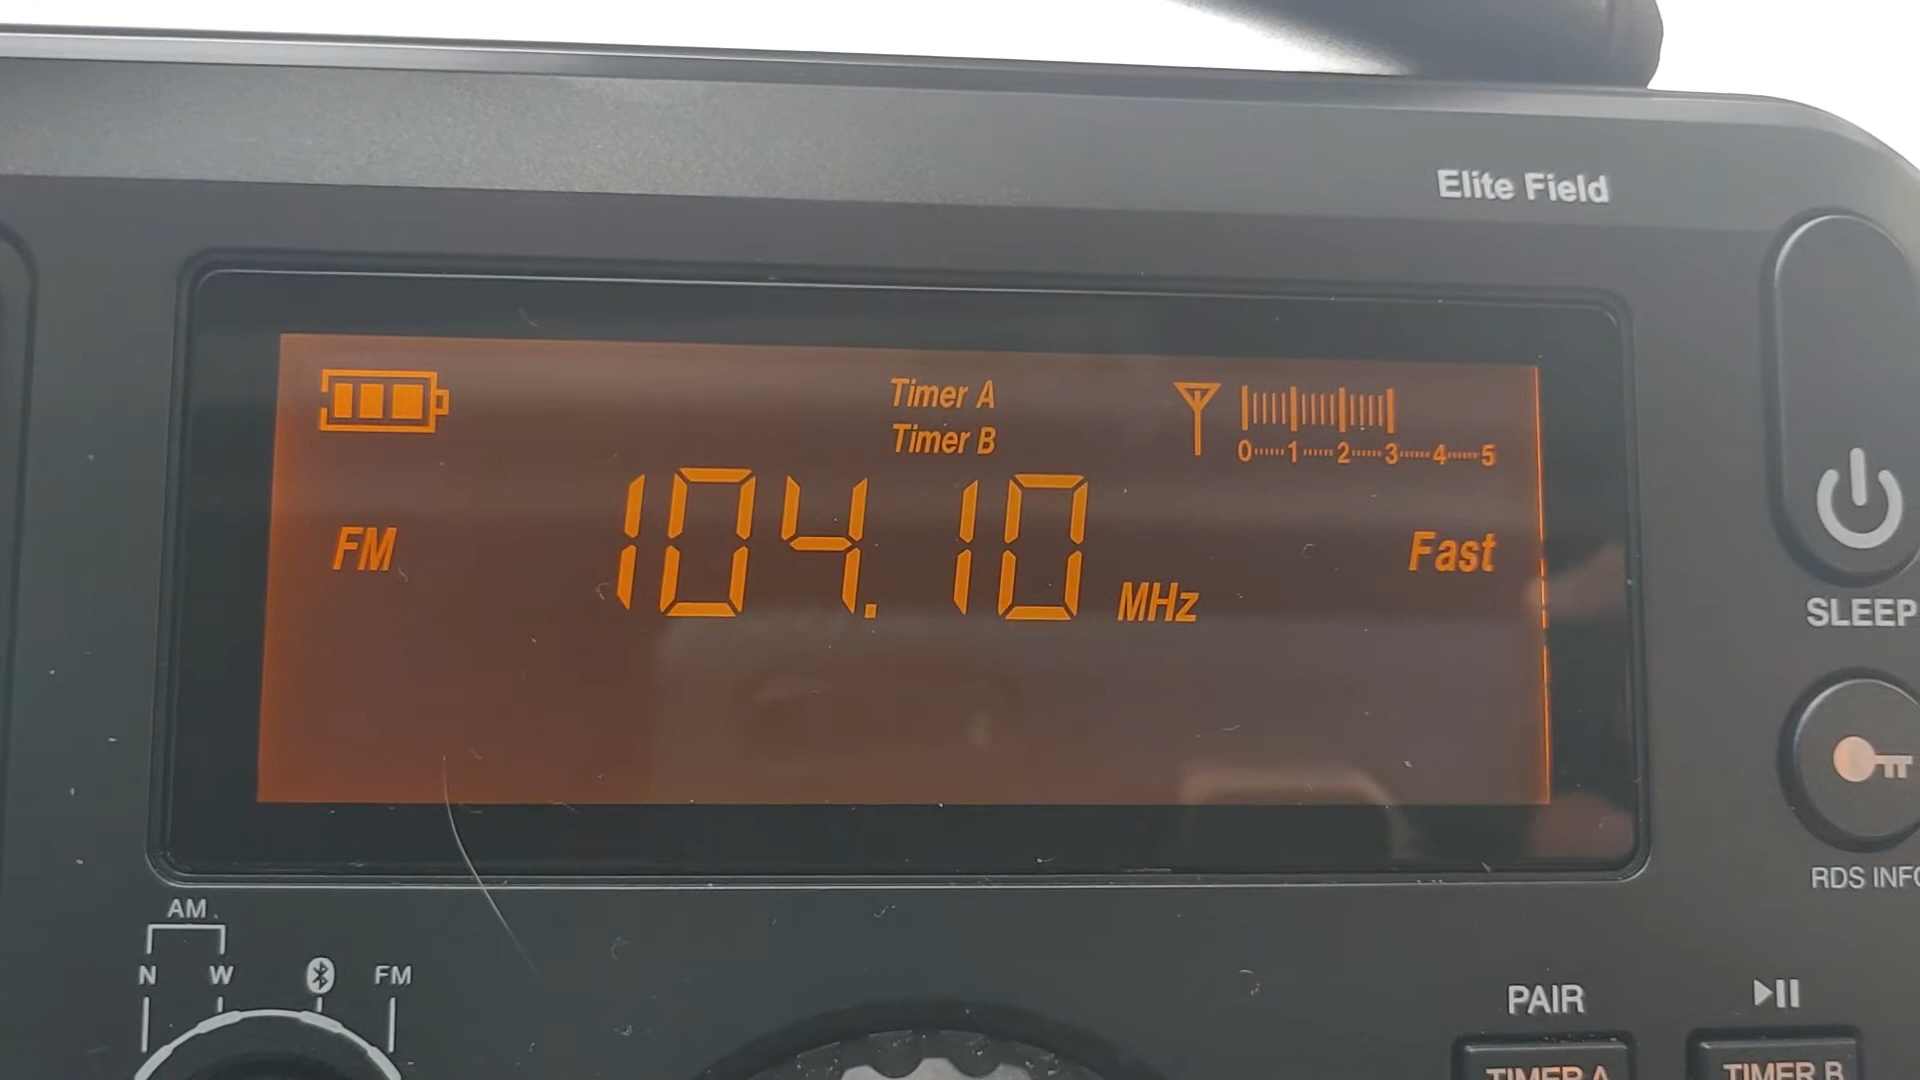 Elite Field
Timer A
Timer B
0 1 2 3 4 5
FM
104.10 MHz
Fast
SLEEP
RDS INFO
AM
N W FM
PAIR
TIMER A
TIMER B